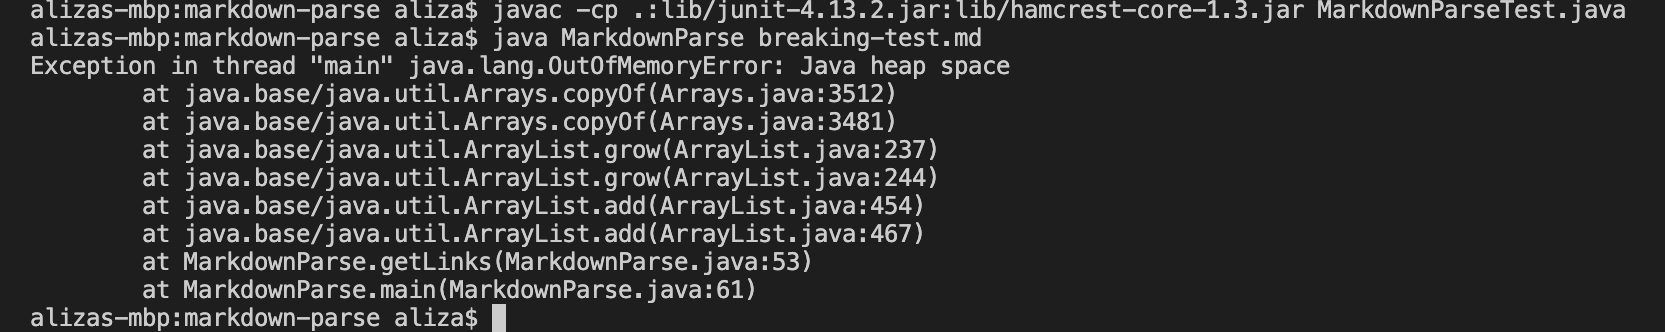 alizas-mbp:markdown-parse aliza$ javac -cp .:lib/junit-4.13.2.jar:lib/hamcrest-core-1.3.jar MarkdownParseTest.java
alizas-mbp:markdown-parse aliza$ java MarkdownParse breaking-test.md
Exception in thread "main" java.lang.OutOfMemoryError: Java heap space
        at java.base/java.util.Arrays.copyOf(Arrays.java:3512)
        at java.base/java.util.Arrays.copyOf(Arrays.java:3481)
        at java.base/java.util.ArrayList.grow(ArrayList.java:237)
        at java.base/java.util.ArrayList.grow(ArrayList.java:244)
        at java.base/java.util.ArrayList.add(ArrayList.java:454)
        at java.base/java.util.ArrayList.add(ArrayList.java:467)
        at MarkdownParse.getLinks(MarkdownParse.java:53)
        at MarkdownParse.main(MarkdownParse.java:61)
alizas-mbp:markdown-parse aliza$